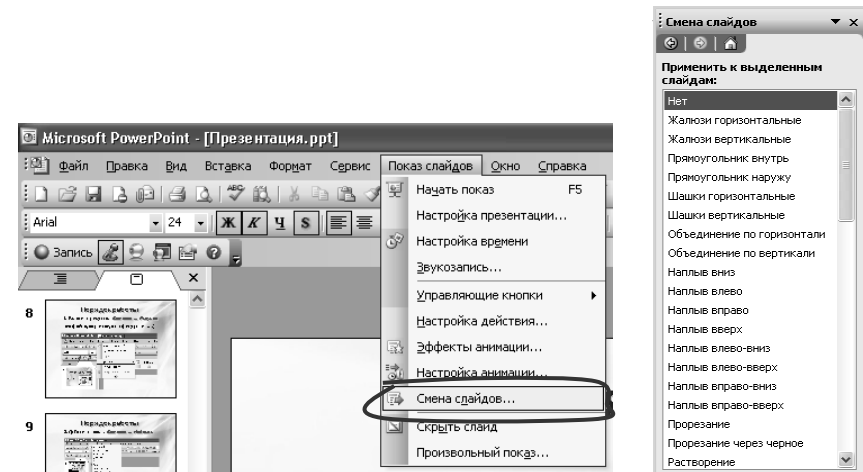 Microsoft PowerPoint - [Презентация.ppt]
Файл Правка Вид Вставка Формат Сервис Показ слайдов Окно Справка
Arial 24 Ж К Ч S
Запись
8
Порядок работы
9
Порядок работы
Начать показ F5
Настройка презентации...
Настройка времени
Звукозапись...
Управляющие кнопки
Настройка действия...
Эффекты анимации...
Настройка анимации...
Смена слайдов...
Скрыть слайд
Произвольный показ...
Смена слайдов
Применить к выделенным
слайдам:
Нет
Жалюзи горизонтальные
Жалюзи вертикальные
Прямоугольник внутрь
Прямоугольник наружу
Шашки горизонтальные
Шашки вертикальные
Объединение по горизонтали
Объединение по вертикали
Наплыв вниз
Наплыв влево
Наплыв вправо
Наплыв вверх
Наплыв влево-вниз
Наплыв влево-вверх
Наплыв вправо-вниз
Наплыв вправо-вверх
Прорезание
Прорезание через черное
Растворение